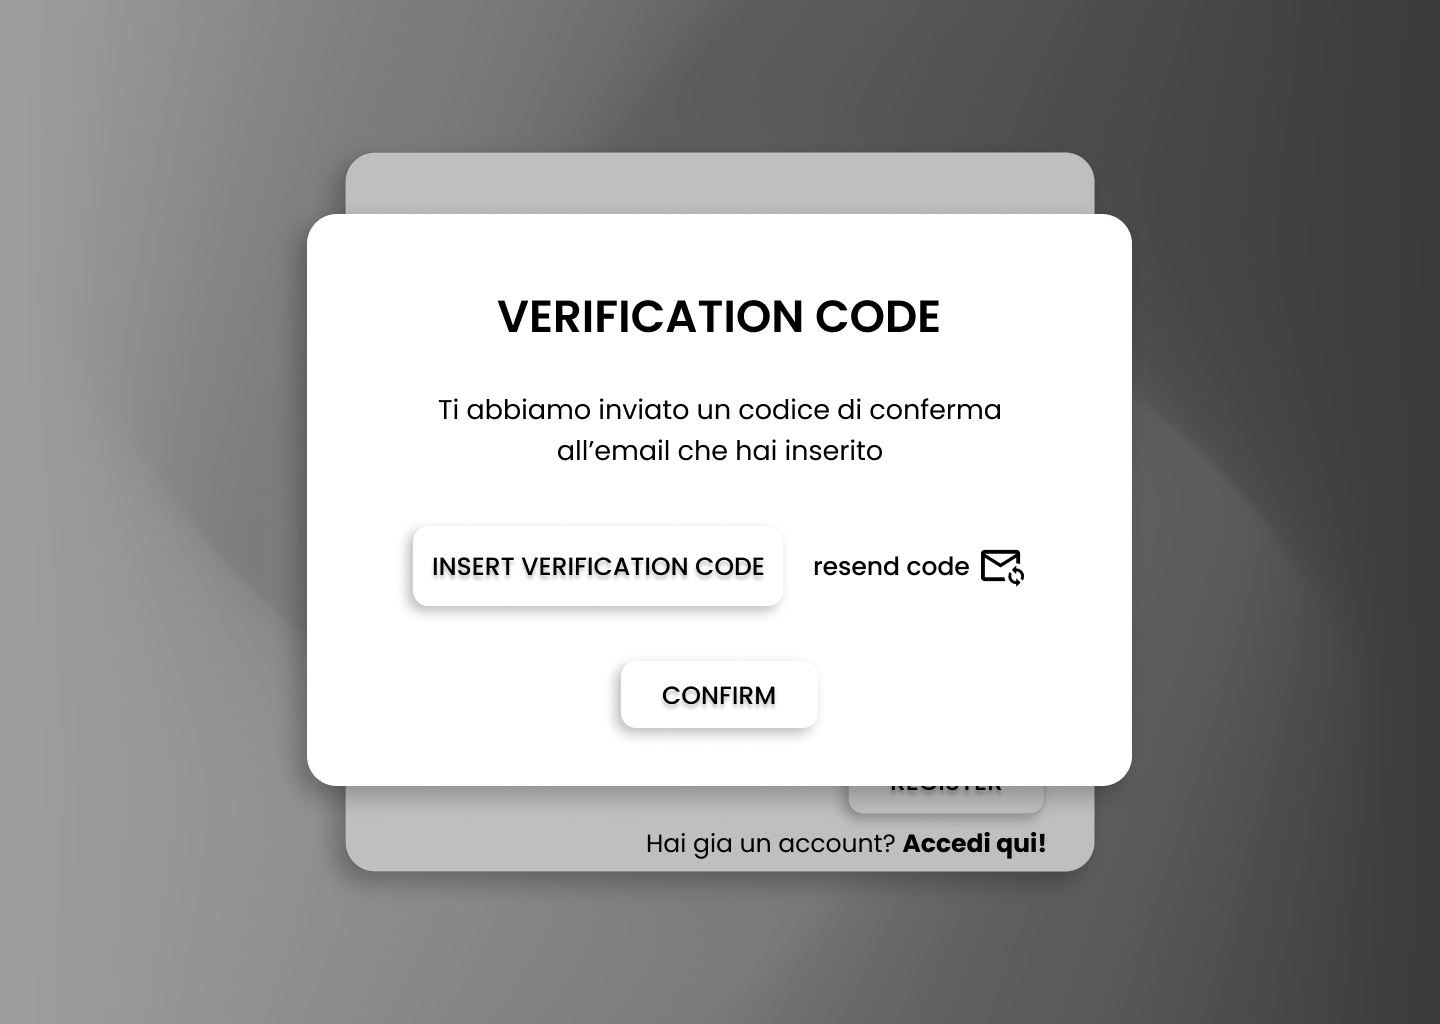 VERIFICATION CODE
Ti abbiamo inviato un codice di conferma
all’email che hai inserito
INSERT VERIFICATION CODE
resend code
CONFIRM
REGISTER
Hai gia un account? Accedi qui!